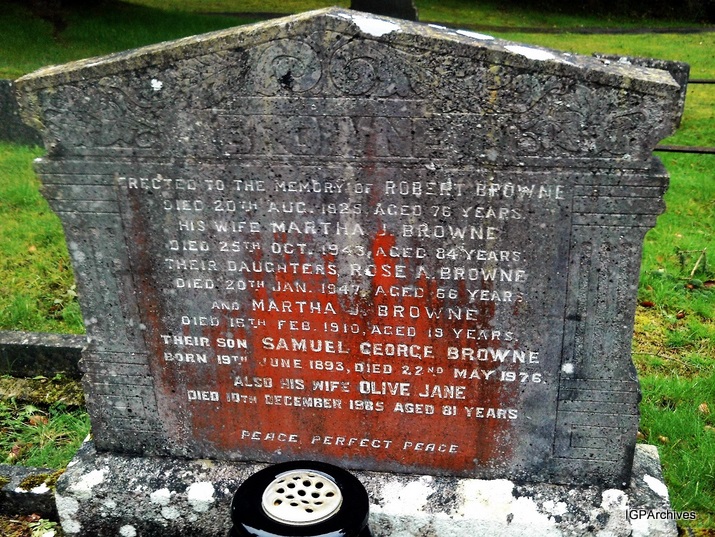 BROWNE
ERECTED TO THE MEMORY OF ROBERT BROWNE
DIED 20TH AUG. 1925, AGED 76 YEARS.
HIS WIFE MARTHA J. BROWNE
DIED 25TH OCT. 1943, AGED 84 YEARS.
THEIR DAUGHTERS, ROSE A. BROWNE
DIED 20TH JAN. 1947, AGED 66 YEARS
AND MARTHA J. BROWNE
DIED 16TH FEB. 1910, AGED 19 YEARS.
THEIR SON SAMUEL GEORGE BROWNE
BORN 19TH JUNE 1893, DIED 22ND MAY 1976.
ALSO HIS WIFE OLIVE JANE
DIED 10TH DECEMBER 1985 AGED 81 YEARS
PEACE, PERFECT PEACE
IGPArchives